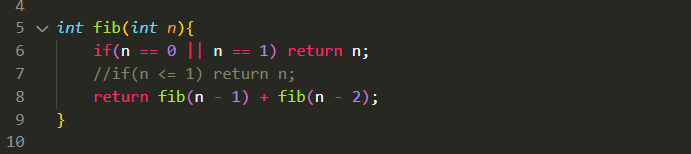 4
5 int fib(int n){
6     if(n == 0 || n == 1) return n;
7     //if(n <= 1) return n;
8     return fib(n - 1) + fib(n - 2);
9 }
10